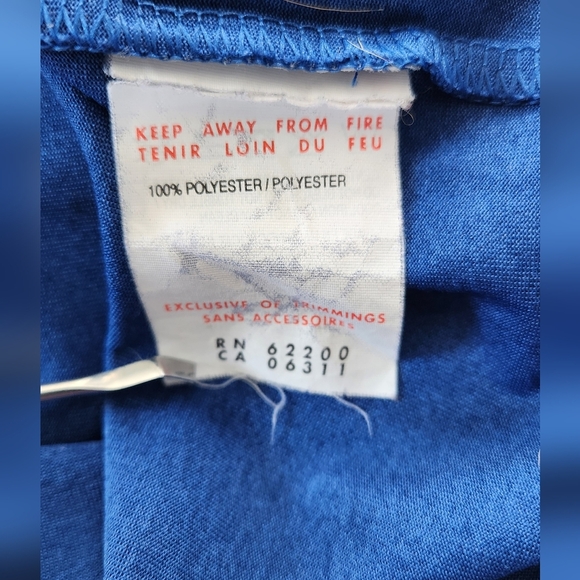 KEEP AWAY FROM FIRE
TENIR LOIN DU FEU
100% POLYESTER / POLYESTER
EXCLUSIVE OF TRIMMINGS
SANS ACCESSOIRES
RN 62200
CA 06311